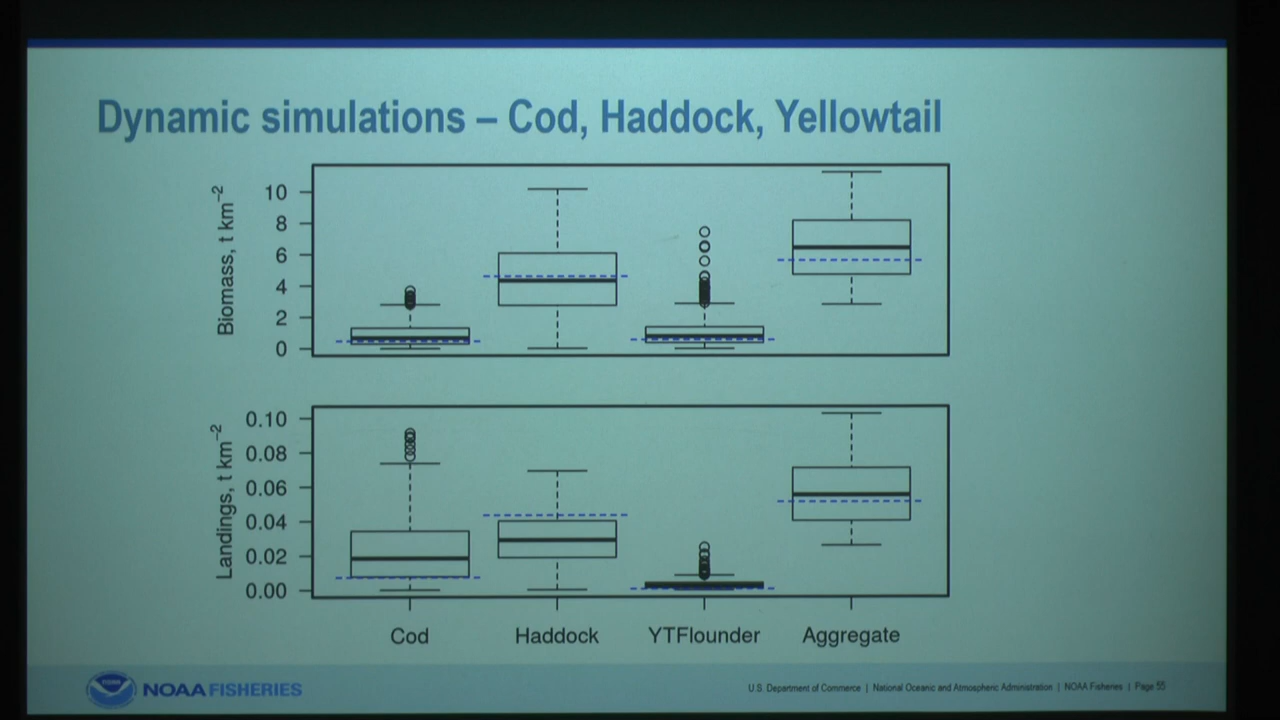 Dynamic simulations – Cod, Haddock, Yellowtail
Biomass, t km−2
10
8
6
4
2
0
Landings, t km−2
0.10
0.08
0.06
0.04
0.02
0.00
Cod Haddock YTFlounder Aggregate
NOAA FISHERIES
U.S. Department of Commerce | National Oceanic and Atmospheric Administration | NOAA Fisheries | Page 55